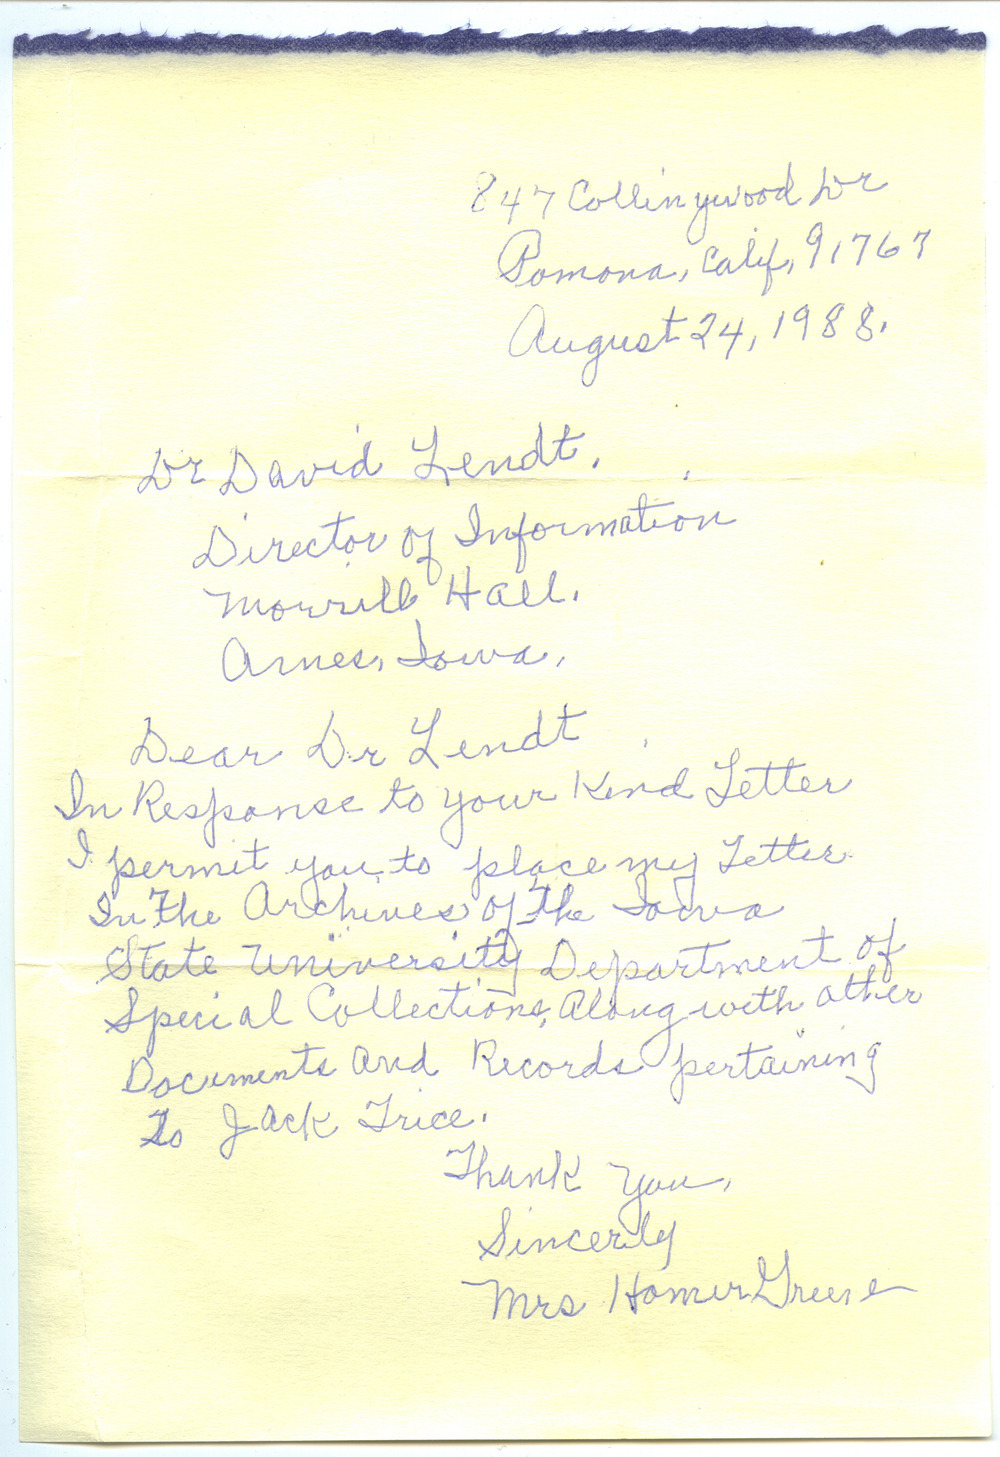 847 Collingwood Dr
Pomona, Calif, 91767
August 24, 1988.
Dr David Lendt,
Director of Information
Morrill Hall.
Ames, Iowa,
Dear Dr Lendt
In Response to your Kind Letter
I permit you to place my Letter
In The Archives of The Iowa
State University Department of
Special Collections, Along with other
Documents And Records pertaining
To Jack Trice.
Thank You,
Sincerly
Mrs Homer Greene